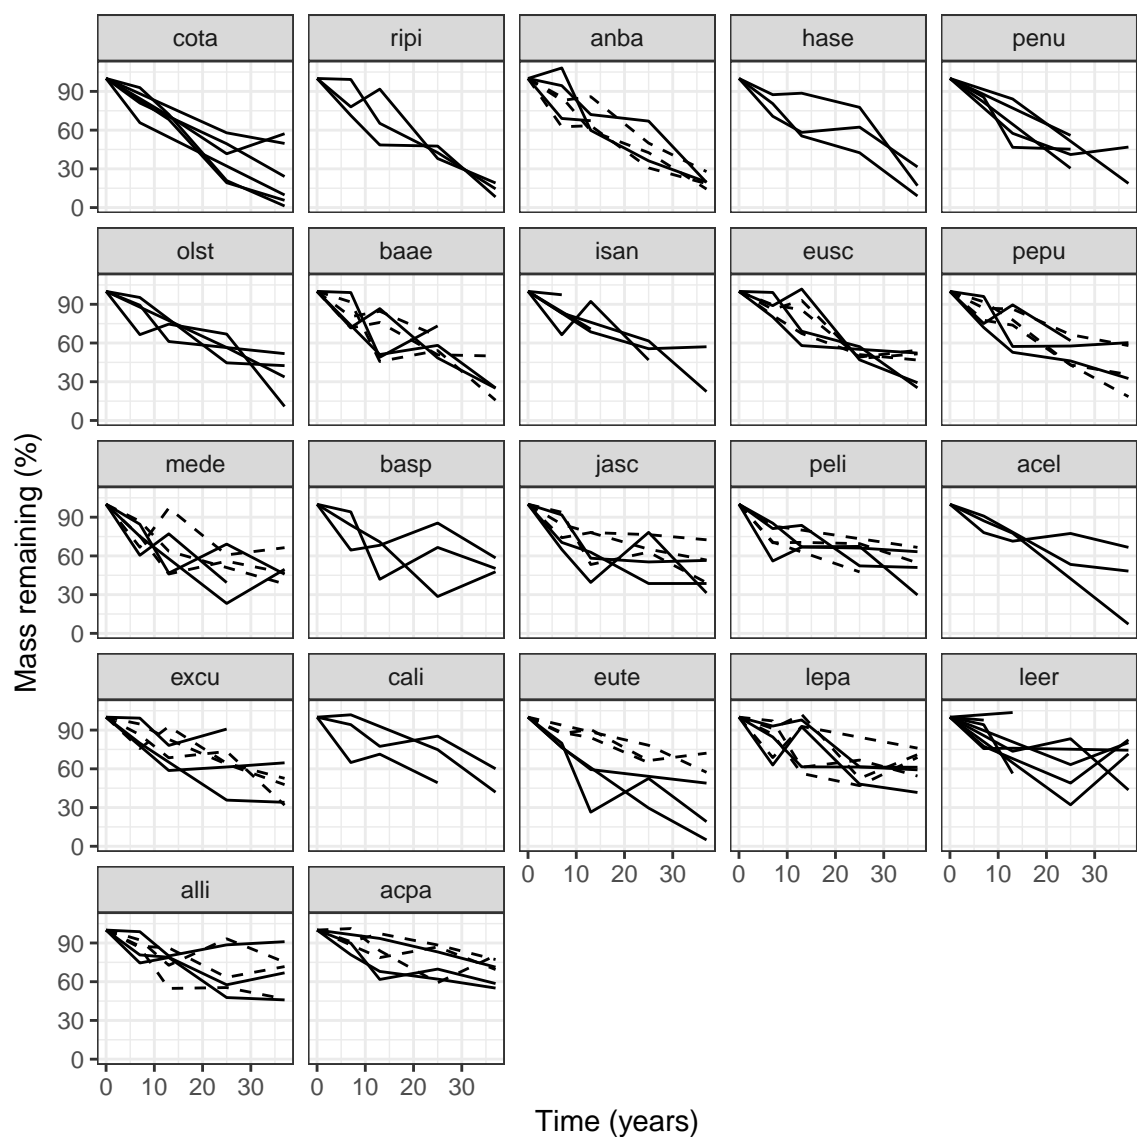 cota ripi anba hase penu
90
60
30
0
olst baae isan eusc pepu
90
60
30
0
mede basp jasc peli acel
90
60
30
0
excu cali eute lepa leer
90
60
30
0
0 10 20 30 0 10 20 30 0 10 20 30
alli acpa
90
60
30
0
0 10 20 30 0 10 20 30
Mass remaining (%)
Time (years)